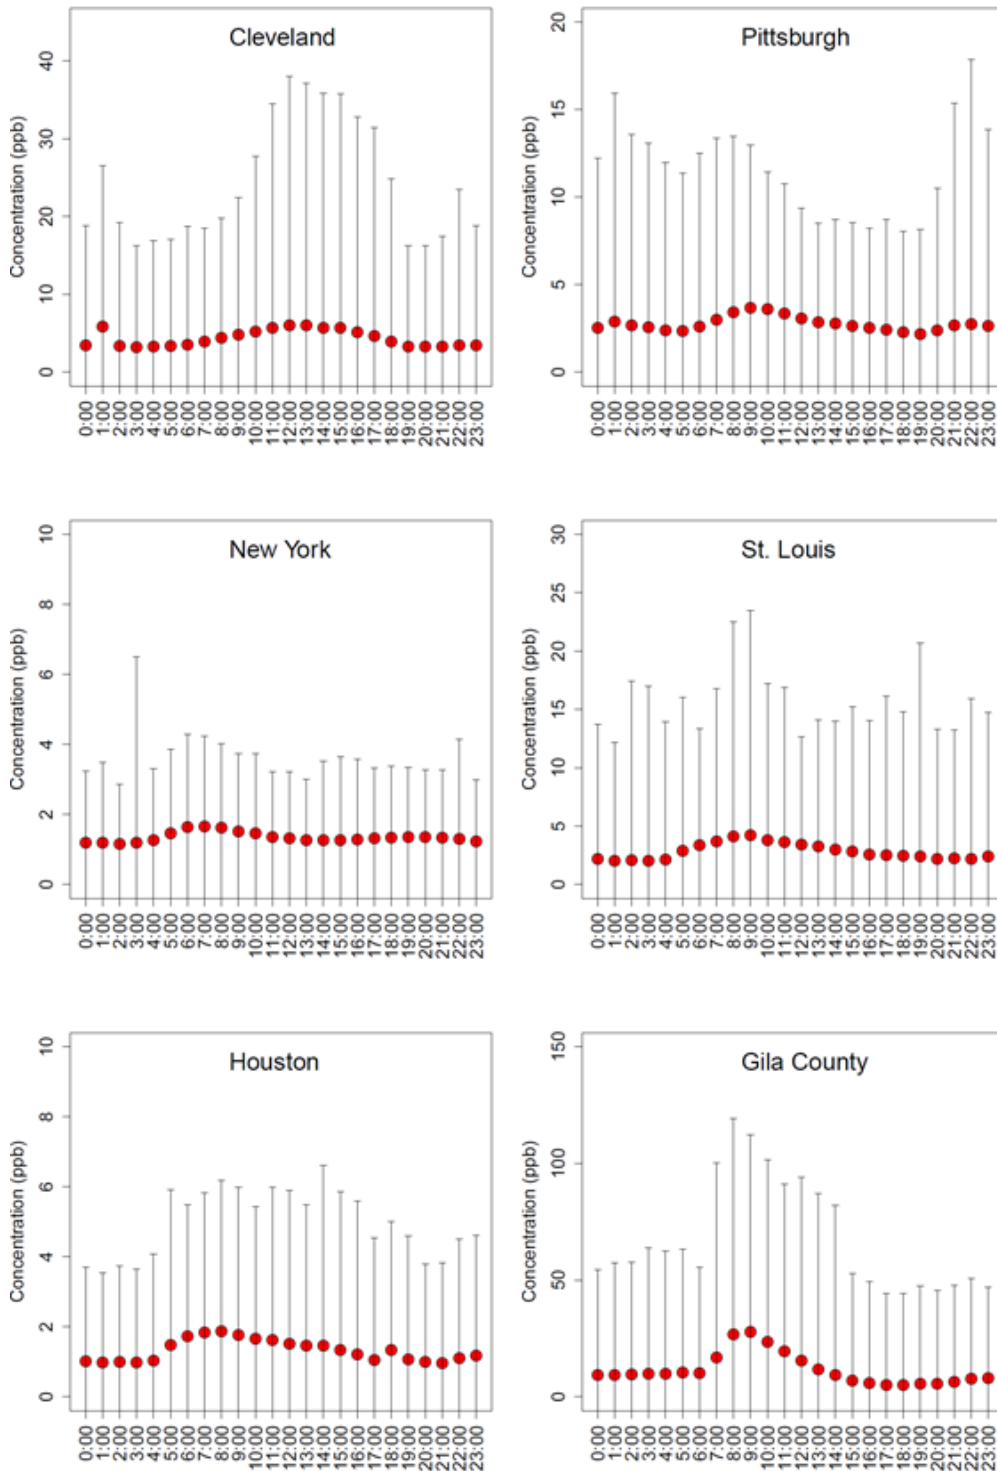 Cleveland
Concentration (ppb)
0 10 20 30 40
0:00 1:00 2:00 3:00 4:00 5:00 6:00 7:00 8:00 9:00 10:00 11:00 12:00 13:00 14:00 15:00 16:00 17:00 18:00 19:00 20:00 21:00 22:00 23:00
Pittsburgh
Concentration (ppb)
0 5 10 15 20
0:00 1:00 2:00 3:00 4:00 5:00 6:00 7:00 8:00 9:00 10:00 11:00 12:00 13:00 14:00 15:00 16:00 17:00 18:00 19:00 20:00 21:00 22:00 23:00
New York
Concentration (ppb)
0 2 4 6 8 10
0:00 1:00 2:00 3:00 4:00 5:00 6:00 7:00 8:00 9:00 10:00 11:00 12:00 13:00 14:00 15:00 16:00 17:00 18:00 19:00 20:00 21:00 22:00 23:00
St. Louis
Concentration (ppb)
0 5 10 15 20 25 30
0:00 1:00 2:00 3:00 4:00 5:00 6:00 7:00 8:00 9:00 10:00 11:00 12:00 13:00 14:00 15:00 16:00 17:00 18:00 19:00 20:00 21:00 22:00 23:00
Houston
Concentration (ppb)
0 2 4 6 8 10
0:00 1:00 2:00 3:00 4:00 5:00 6:00 7:00 8:00 9:00 10:00 11:00 12:00 13:00 14:00 15:00 16:00 17:00 18:00 19:00 20:00 21:00 22:00 23:00
Gila County
Concentration (ppb)
0 50 100 150
0:00 1:00 2:00 3:00 4:00 5:00 6:00 7:00 8:00 9:00 10:00 11:00 12:00 13:00 14:00 15:00 16:00 17:00 18:00 19:00 20:00 21:00 22:00 23:00